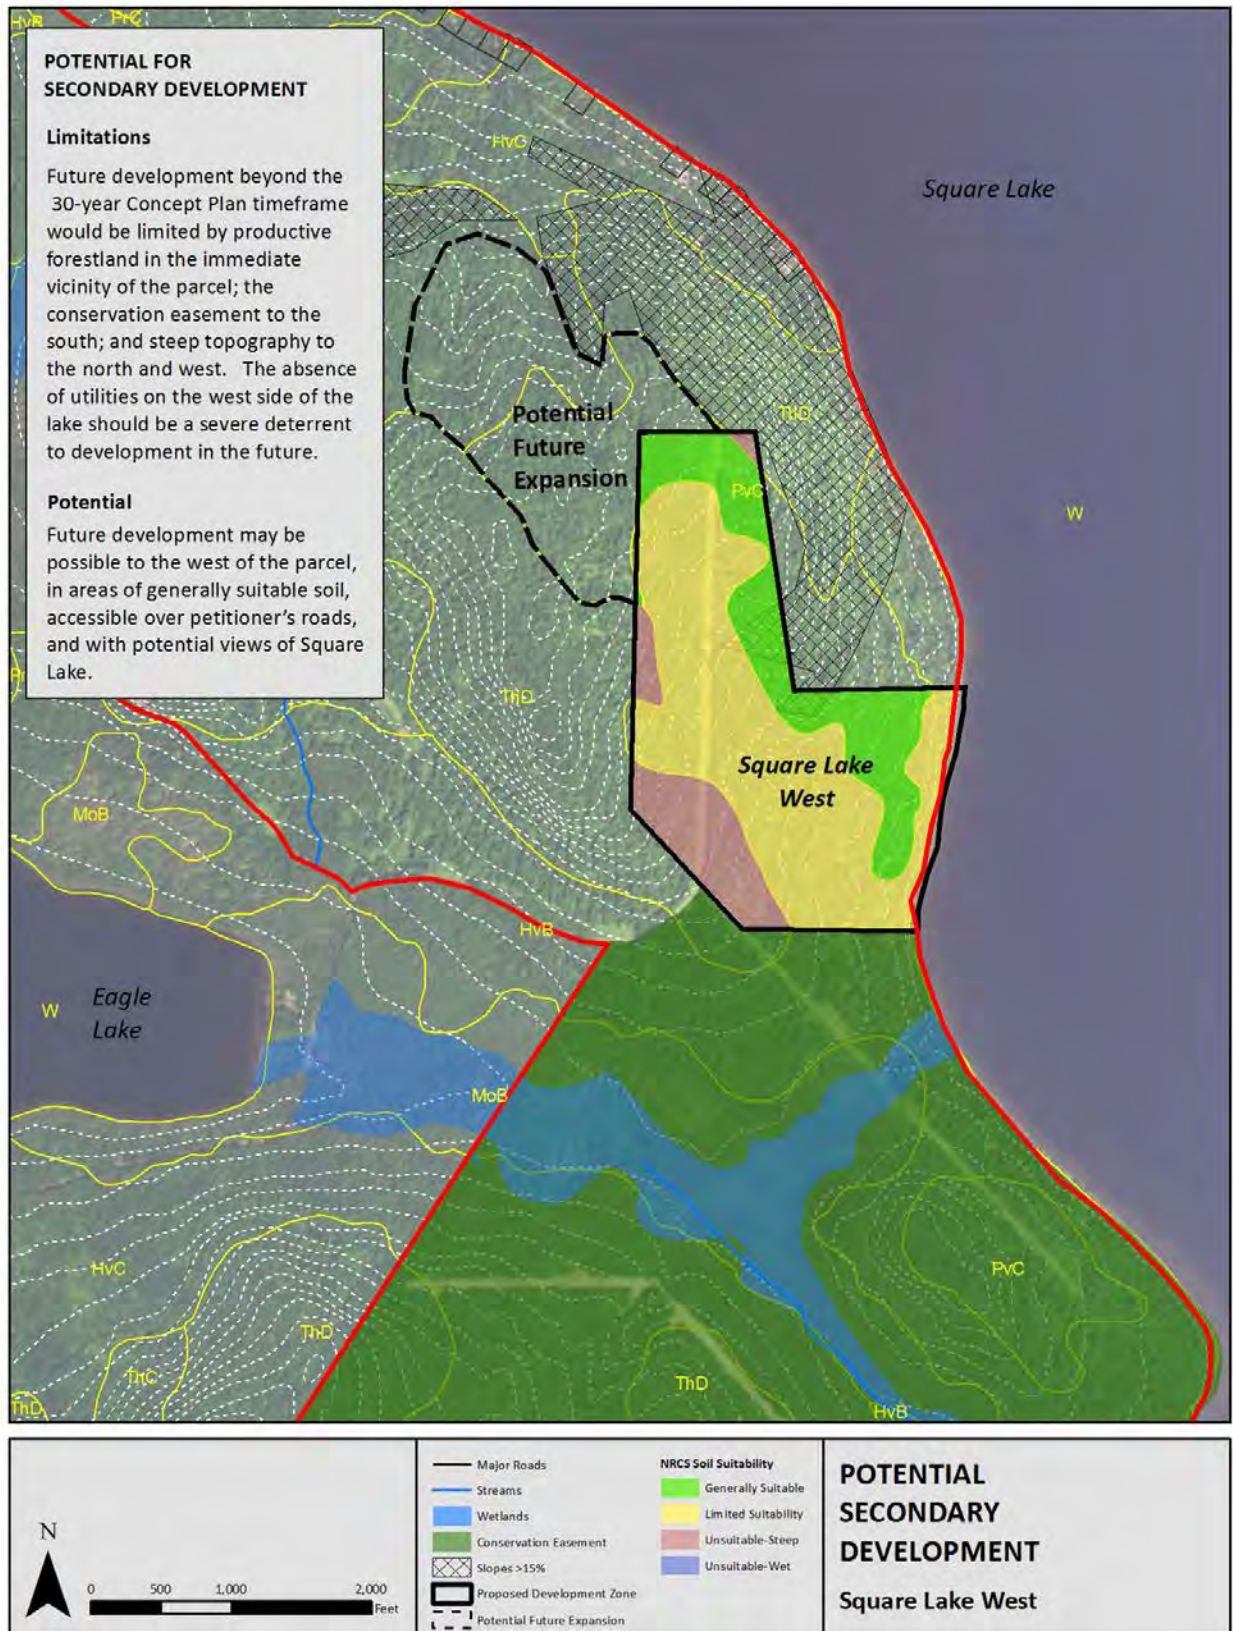 HvB
PrC
POTENTIAL FOR
SECONDARY DEVELOPMENT
Limitations
Future development beyond the
30-year Concept Plan timeframe
would be limited by productive
forestland in the immediate
vicinity of the parcel; the
conservation easement to the
south; and steep topography to
the north and west. The absence
of utilities on the west side of the
lake should be a severe deterrent
to development in the future.
Potential
Future development may be
possible to the west of the parcel,
in areas of generally suitable soil,
accessible over petitioner's roads,
and with potential views of Square
Lake.
HvC
Square Lake
ThD
Potential
Future
Expansion
PvC
W
ThD
Square Lake
West
MoB
HvB
Eagle
Lake
W
MoB
HvC
PvC
ThD
ThC
ThD
ThD
HvB
N
0 500 1,000 2,000
Feet
Major Roads
Streams
Wetlands
Conservation Easement
Slopes >15%
Proposed Development Zone
Potential Future Expansion
NRCS Soil Suitability
Generally Suitable
Limited Suitability
Unsuitable-Steep
Unsuitable-Wet
POTENTIAL
SECONDARY
DEVELOPMENT
Square Lake West